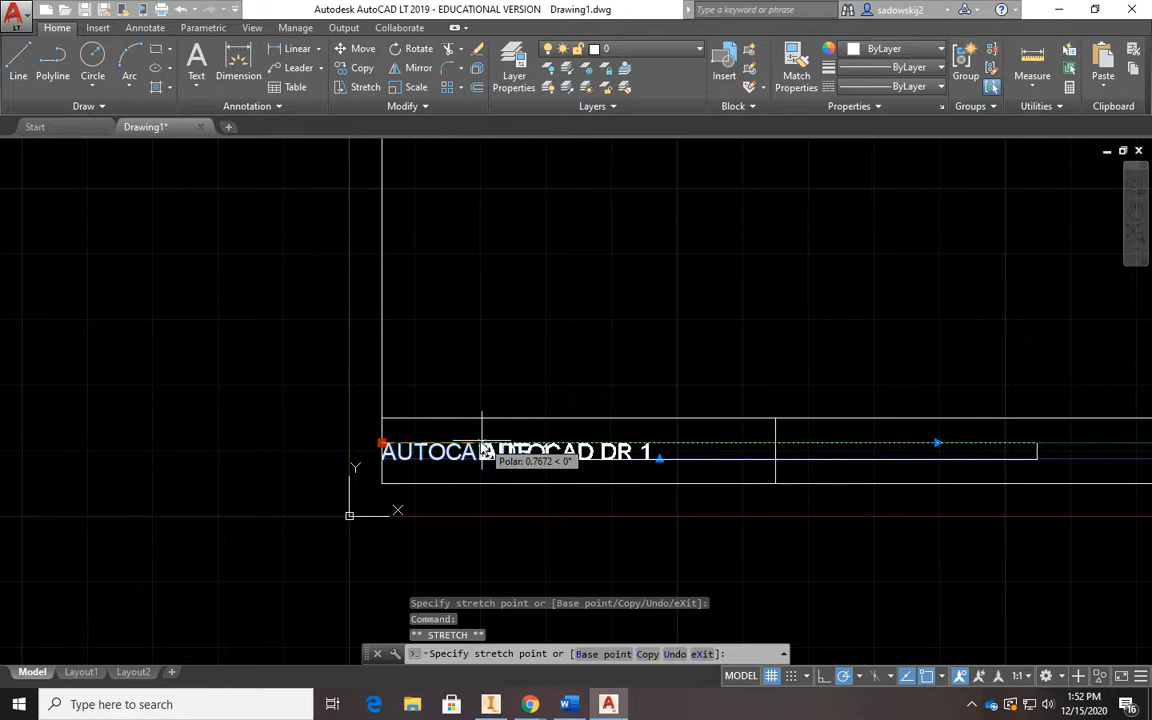 Autodesk AutoCAD LT 2019 - EDUCATIONAL VERSION Drawing1.dwg
Type a keyword or phrase
sadowskij2
LT
Home Insert Annotate Parametric View Manage Output Collaborate
Line Polyline Circle Arc
Text Dimension
Linear
Leader
Table
Move Rotate
Copy Mirror
Stretch Scale
Layer Properties
0
Insert
Match Properties
ByLayer
ByLayer
ByLayer
Group
Measure
Paste
Draw Annotation Modify Layers Block Properties Groups Utilities Clipboard
Start Drawing1*
AUTOCAD DR 1
Polar: 0.7672 < 0°
Y
X
Specify stretch point or [Base point/Copy/Undo/eXit]:
Command:
** STRETCH **
Specify stretch point or [Base point Copy Undo eXit]:
Model Layout1 Layout2
MODEL
1:1
Type here to search
1:52 PM
12/15/2020
16